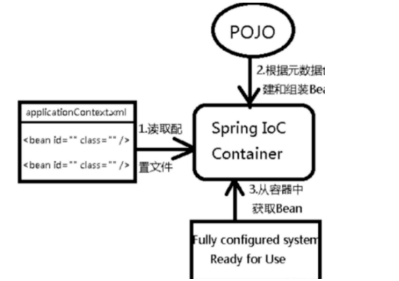 POJO
2.根据元数据
建和组装Bea
applicationContext.xml
<bean id="" class="" />
<bean id="" class="" />
1.读取配
置文件
Spring IoC
Container
3.从容器中
获取Bean
Fully configured system
Ready for Use